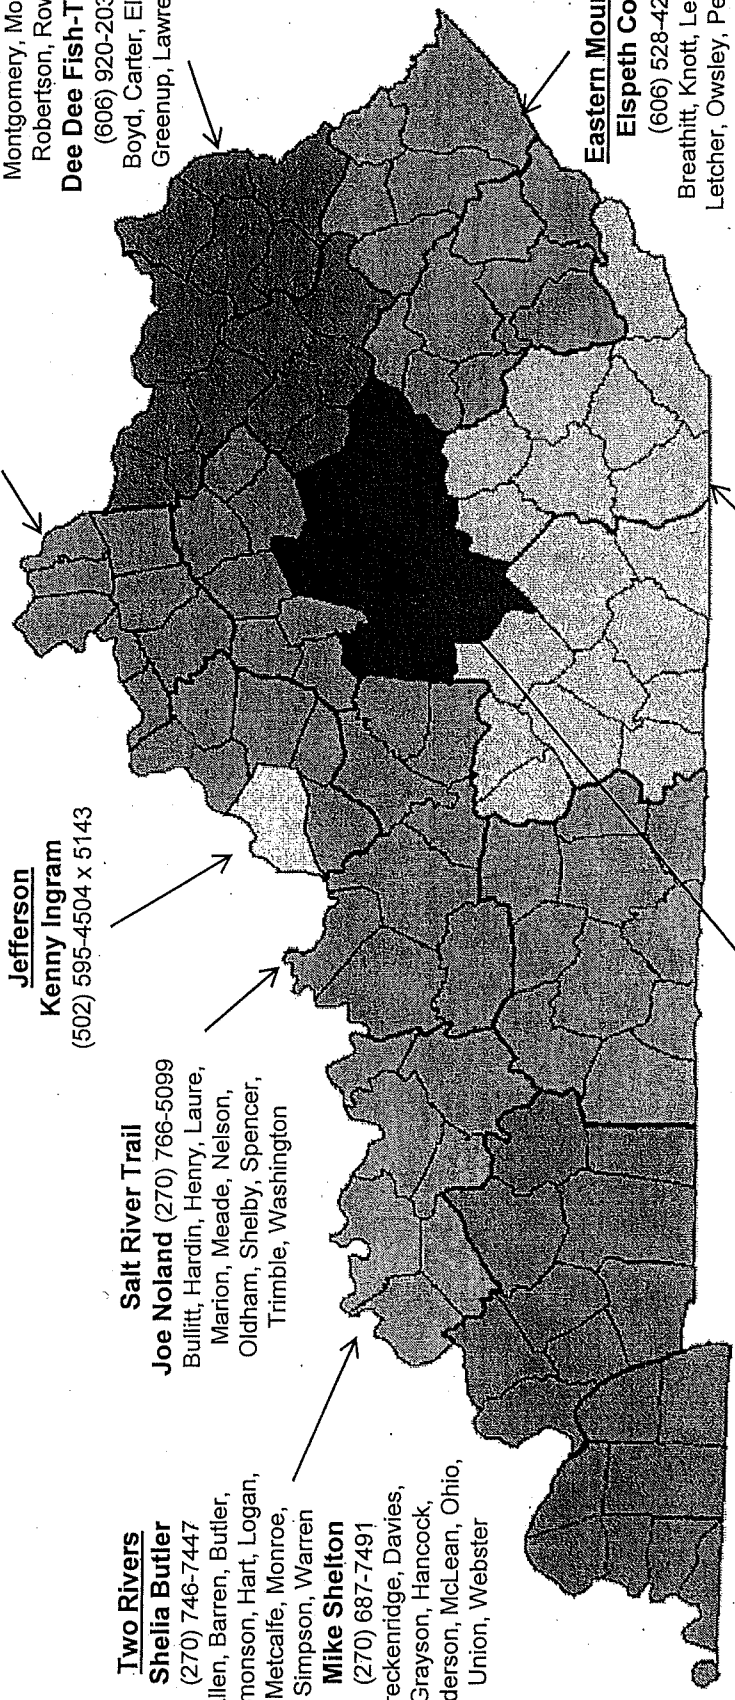 Two Rivers
Shelia Butler
(270) 746-7447
llen, Barren, Butler,
monson, Hart, Logan,
Metcalfe, Monroe,
Simpson, Warren
Mike Shelton
(270) 687-7491
reckenridge, Davies,
Grayson, Hancock,
derson, McLean, Ohio,
Union, Webster
Salt River Trail
Joe Noland (270) 766-5099
Bullitt, Hardin, Henry, Laure,
Marion, Meade, Nelson,
Oldham, Shelby, Spencer,
Trimble, Washington
Jefferson
Kenny Ingram
(502) 595-4504 x 5143
Montgomery, Mo
Robertson, Row
Dee Dee Fish-T
(606) 920-203
Boyd, Carter, El
Greenup, Lawre
Eastern Moun
Elspeth Co
(606) 528-42
Breathitt, Knott, Le
Letcher, Owsley, Pe